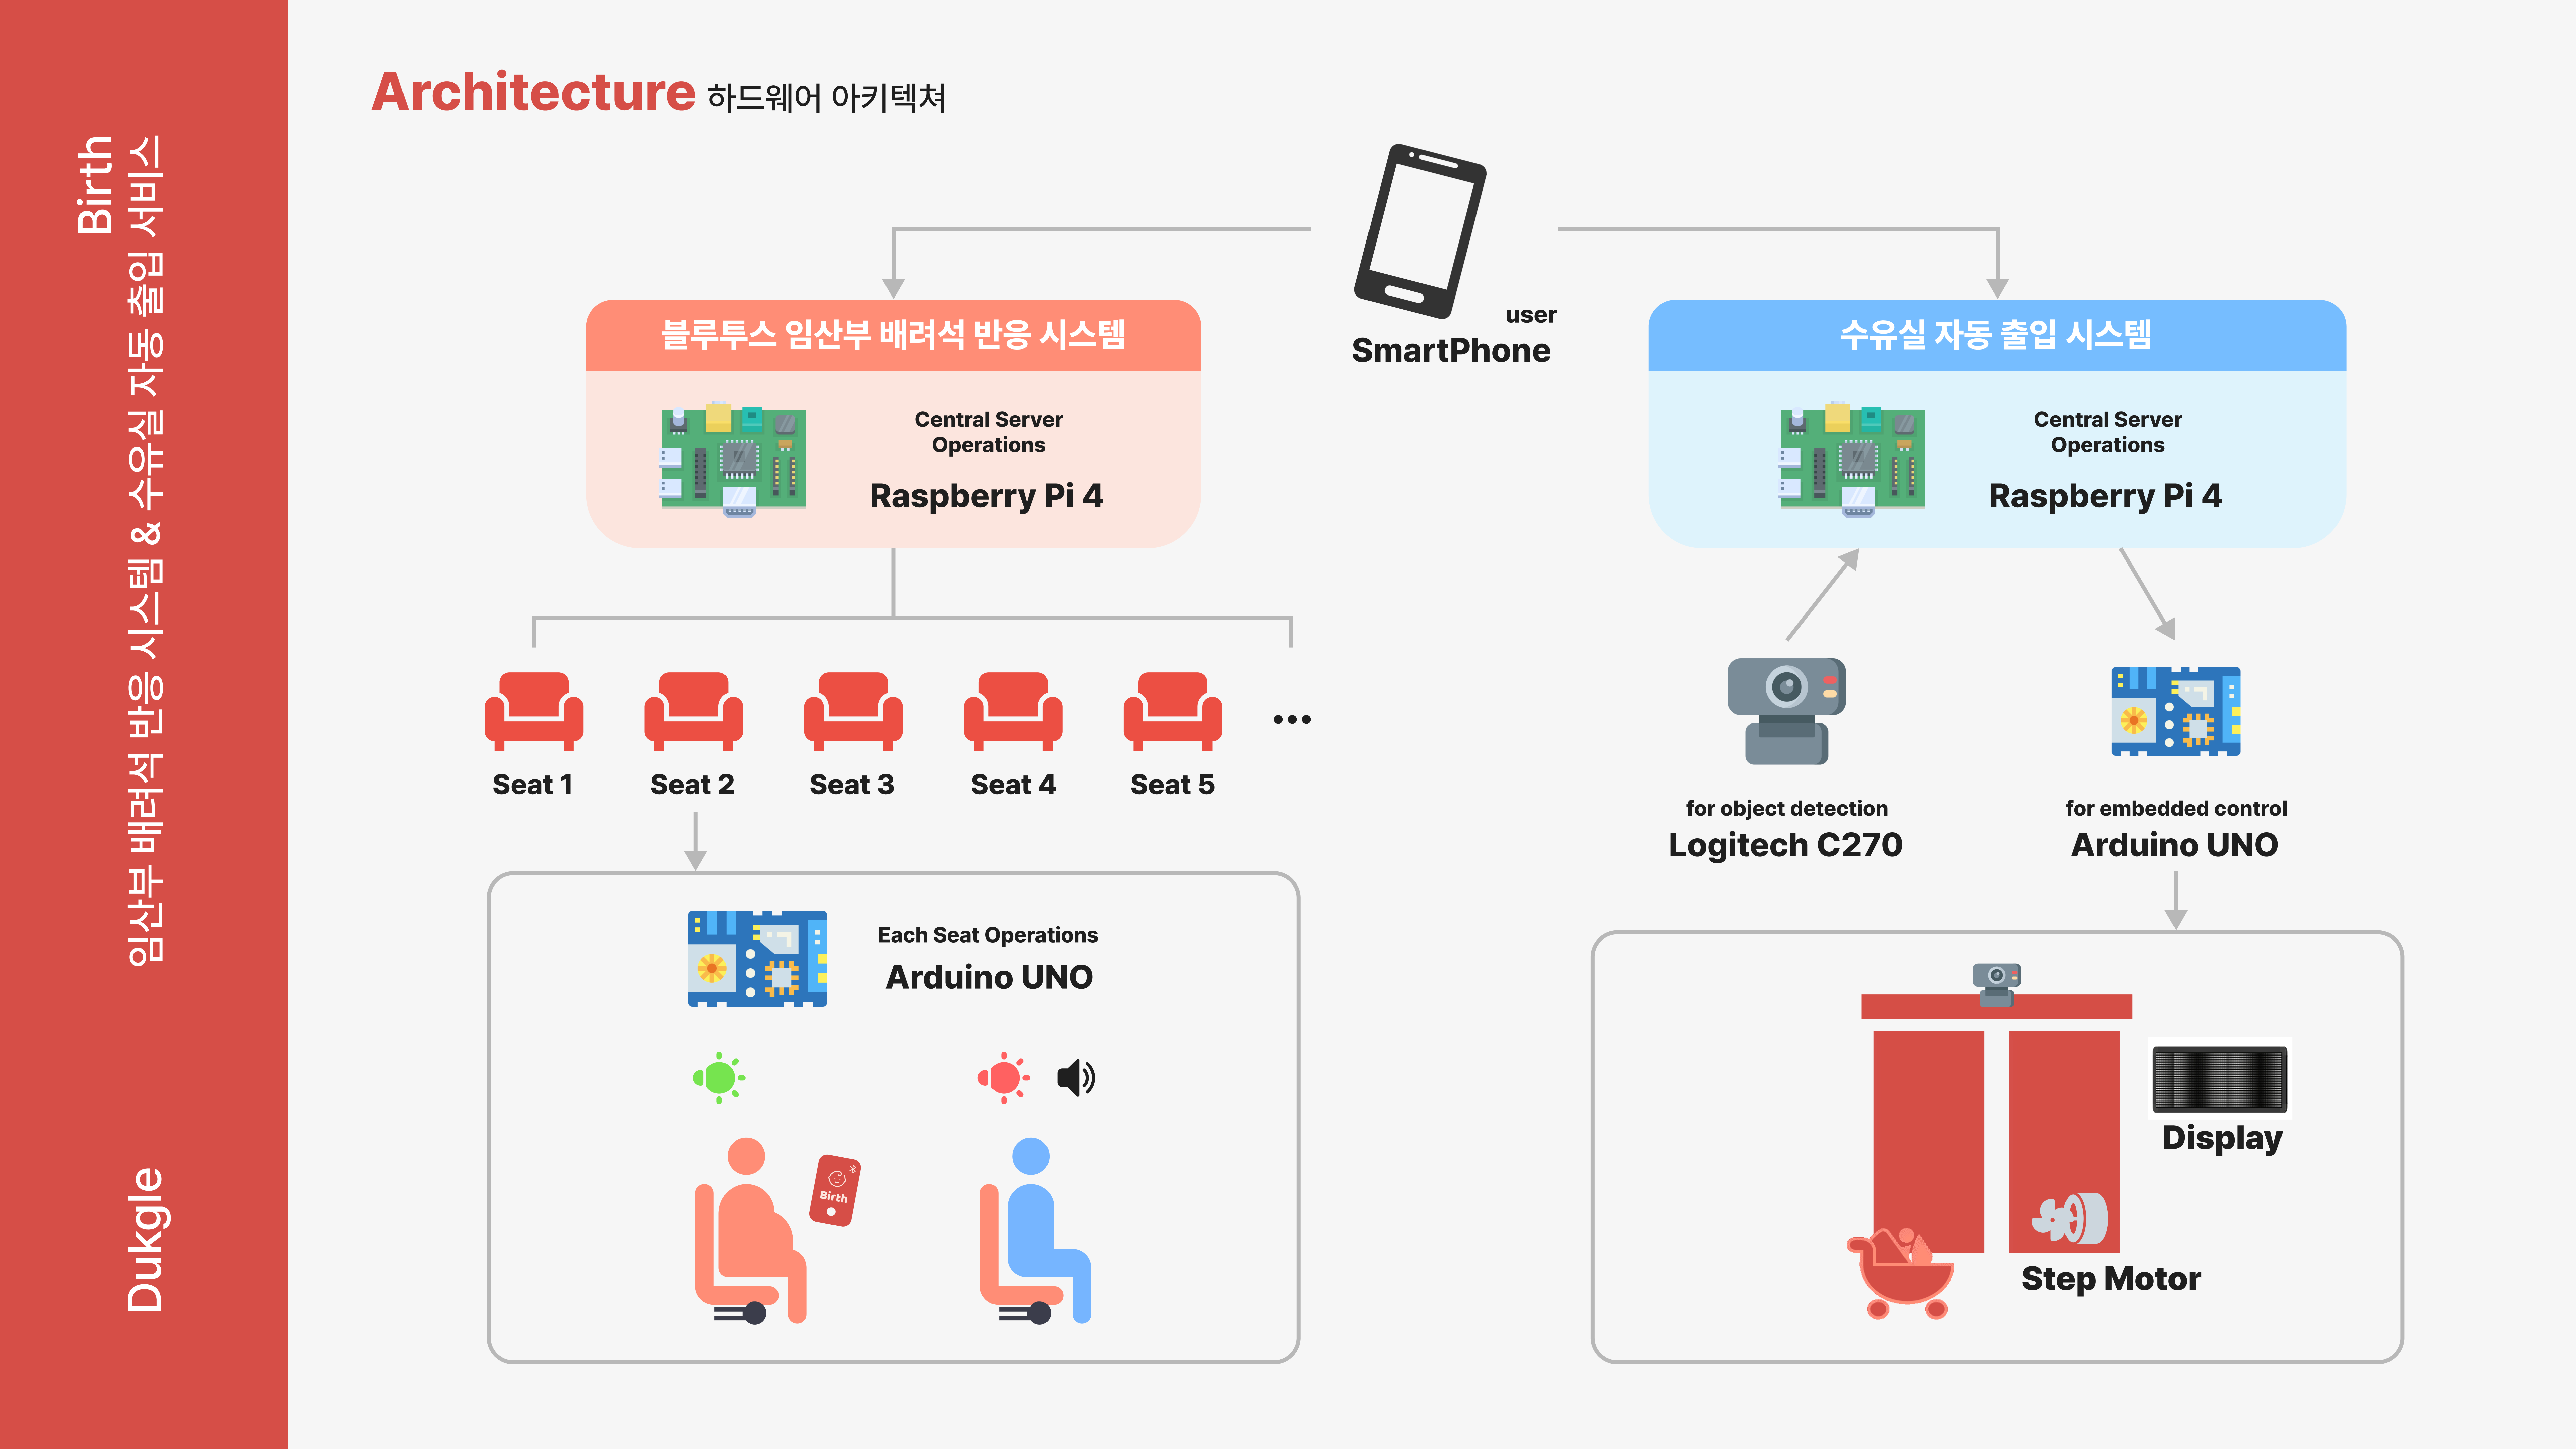 Birth
임산부 배려석 반응 시스템 & 수유실 자동 출입 서비스
Dukgle
Architecture 하드웨어 아키텍쳐
user
SmartPhone
블루투스 임산부 배려석 반응 시스템
Central Server
Operations
Raspberry Pi 4
Seat 1
Seat 2
Seat 3
Seat 4
Seat 5
...
Each Seat Operations
Arduino UNO
Birth
수유실 자동 출입 시스템
Central Server
Operations
Raspberry Pi 4
for object detection
Logitech C270
for embedded control
Arduino UNO
Display
Step Motor